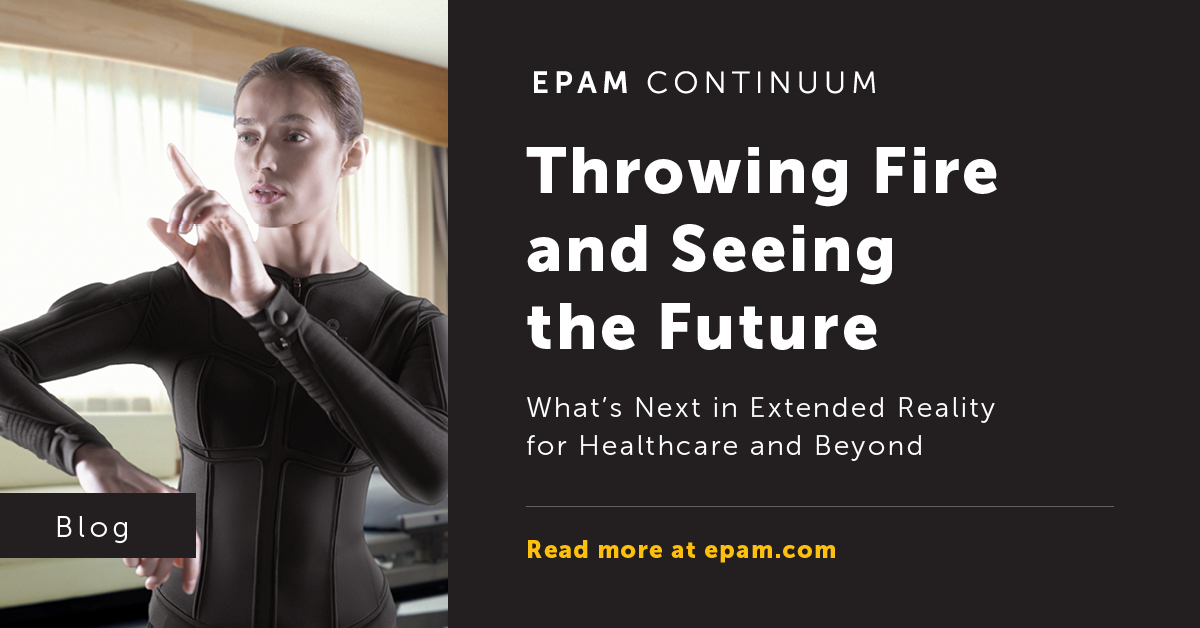 EPAM CONTINUUM
Throwing Fire
and Seeing
the Future
What’s Next in Extended Reality
for Healthcare and Beyond
Read more at epam.com
Blog